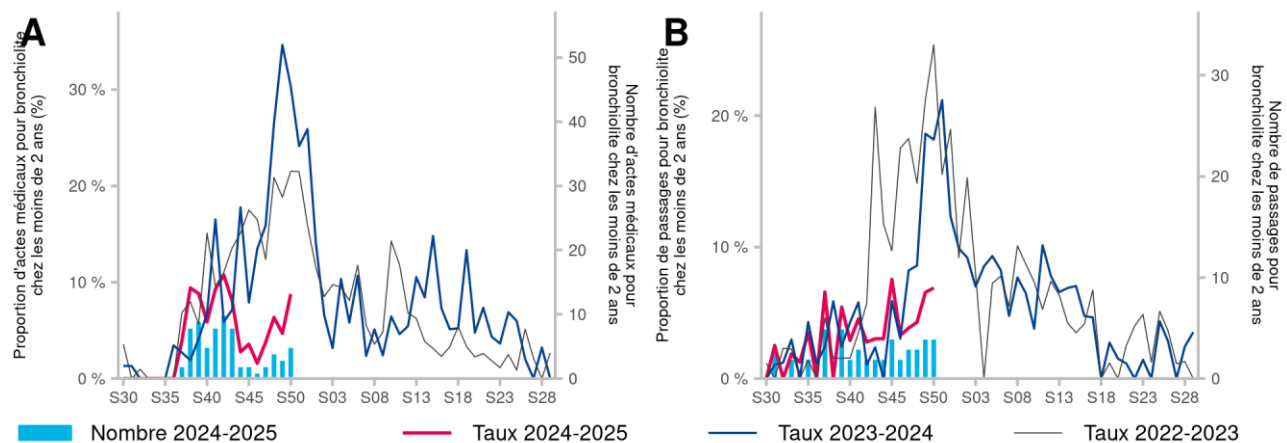 A
Proportion d'actes médicaux pour bronchiolite
chez les moins de 2 ans (%)
30 %
20 %
10 %
0 %
50
40
30
20
10
0
Nombre d'actes médicaux pour
bronchiolite chez les moins de 2 ans
S30 S35 S40 S45 S50 S03 S08 S13 S18 S23 S28
B
Proportion de passages pour bronchiolite
chez les moins de 2 ans (%)
20 %
10 %
0 %
30
20
10
0
Nombre de passages pour
bronchiolite chez les moins de 2 ans
S30 S35 S40 S45 S50 S03 S08 S13 S18 S23 S28
Nombre 2024-2025 Taux 2024-2025 Taux 2023-2024 Taux 2022-2023